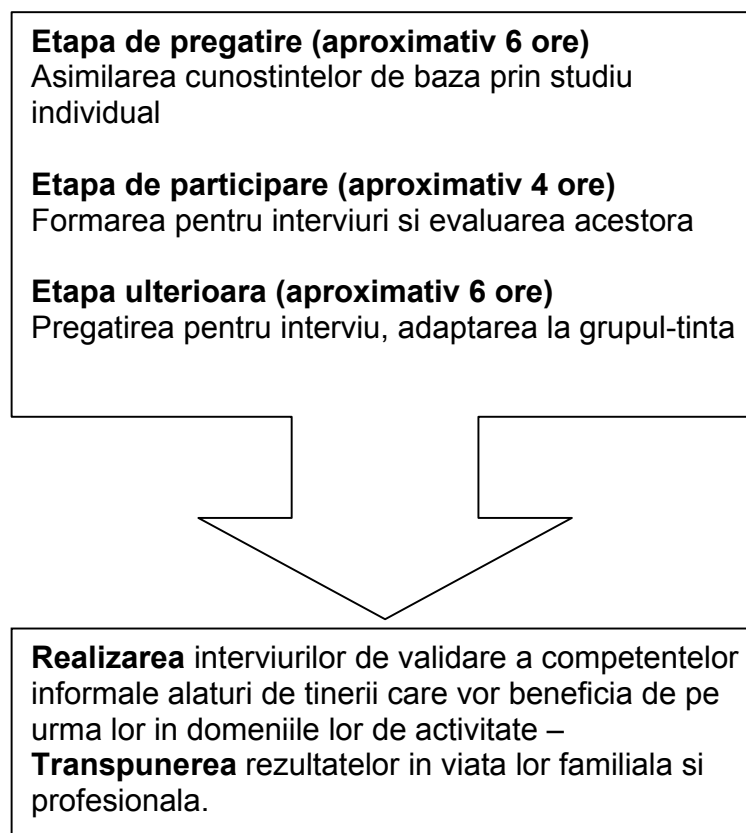 Etapa de pregatire (aproximativ 6 ore)
Asimilarea cunostintelor de baza prin studiu
individual
Etapa de participare (aproximativ 4 ore)
Formarea pentru interviuri si evaluarea acestora
Etapa ulterioara (aproximativ 6 ore)
Pregatirea pentru interviu, adaptarea la grupul-tinta
Realizarea interviurilor de validare a competentelor
informale alaturi de tinerii care vor beneficia de pe
urma lor in domeniile lor de activitate –
Transpunerea rezultatelor in viata lor familiala si
profesionala.